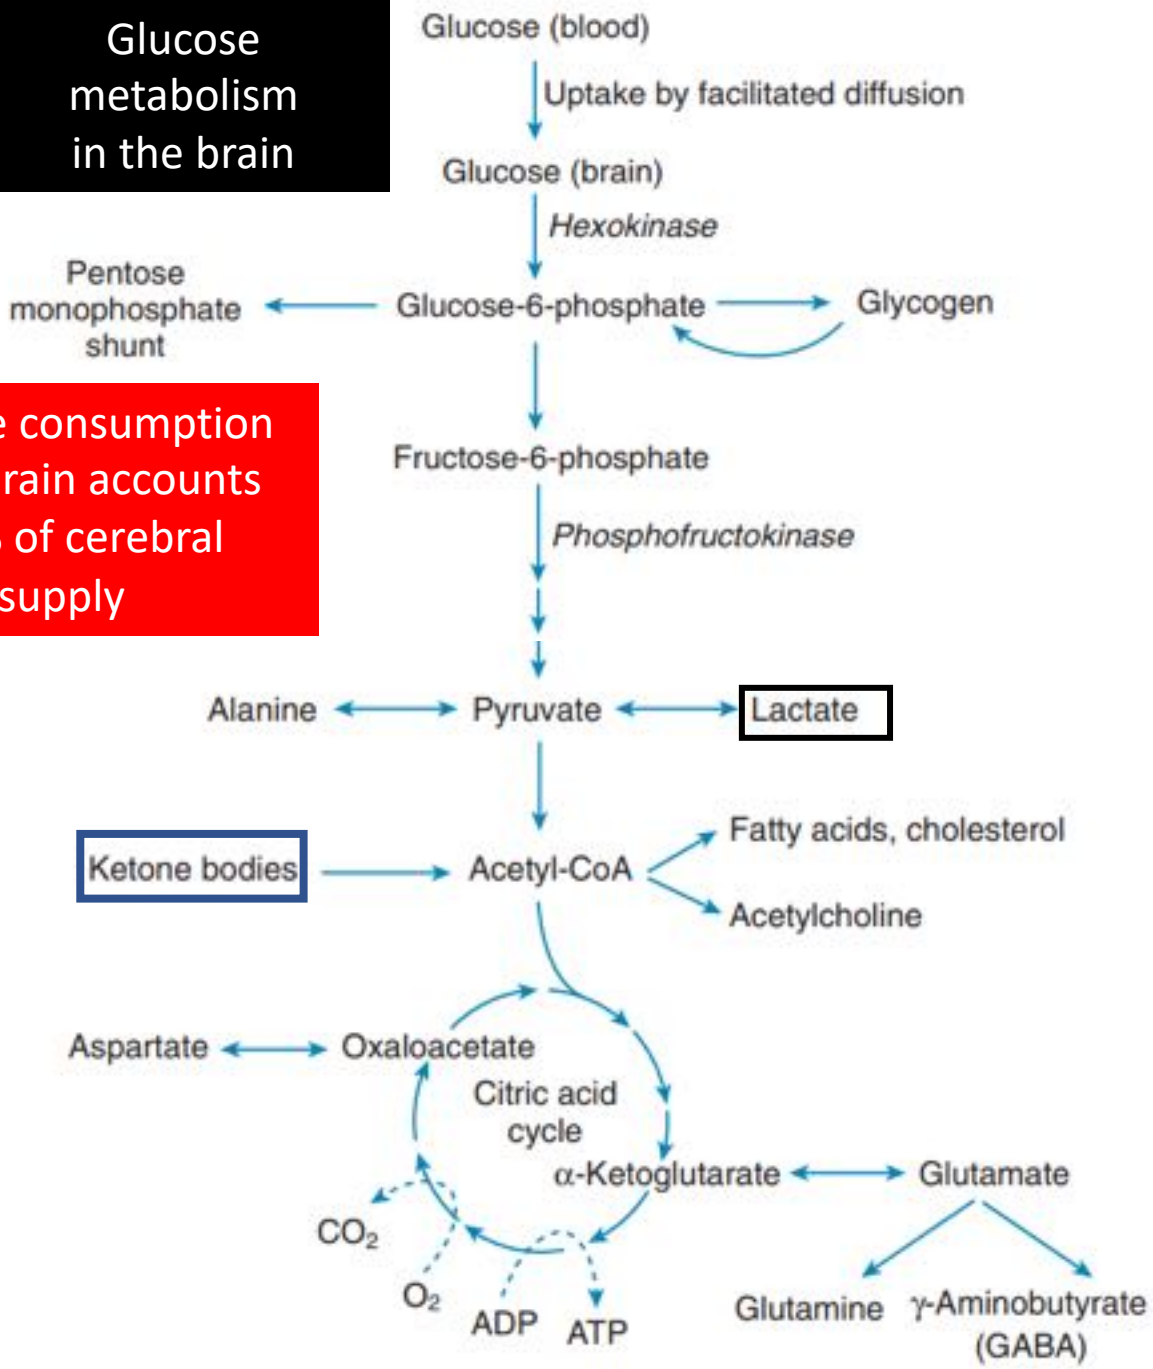 Glucose
metabolism
in the brain
Glucose (blood)
Uptake by facilitated diffusion
Glucose (brain)
Hexokinase
Pentose
monophosphate
shunt
Glucose-6-phosphate
Glycogen
consumption
accounts
of cerebral
supply
Fructose-6-phosphate
Phosphofructokinase
Alanine
Pyruvate
Lactate
Ketone bodies
Acetyl-CoA
Fatty acids, cholesterol
Acetylcholine
Aspartate
Oxaloacetate
Citric acid
cycle
α-Ketoglutarate
Glutamate
CO₂
O₂
ADP
ATP
Glutamine
γ-Aminobutyrate
(GABA)